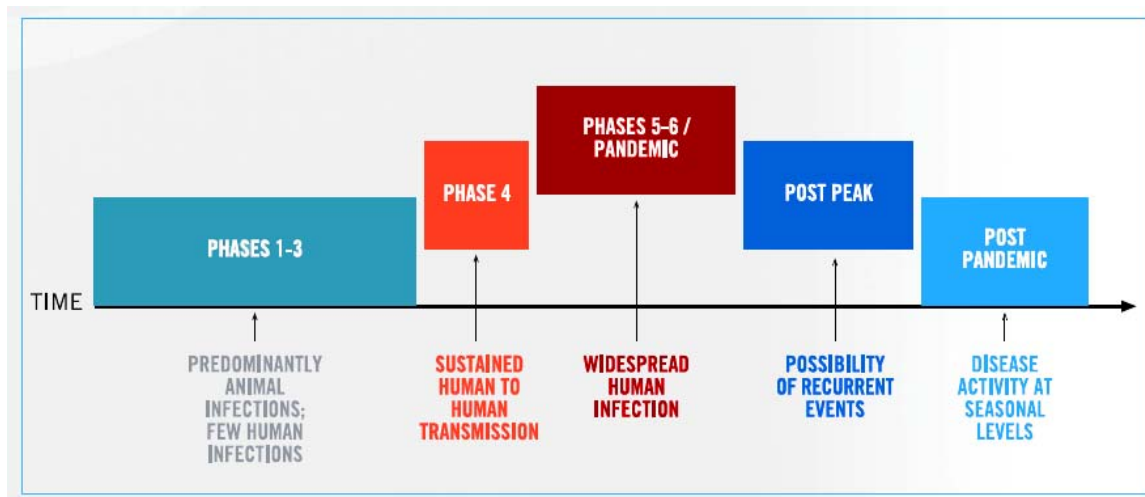 PHASES 5–6 /
PANDEMIC
PHASE 4
POST PEAK
PHASES 1–3
POST
PANDEMIC
TIME
PREDOMINANTLY
ANIMAL
INFECTIONS;
FEW HUMAN
INFECTIONS
SUSTAINED
HUMAN TO
HUMAN
TRANSMISSION
WIDESPREAD
HUMAN
INFECTION
POSSIBILITY
OF RECURRENT
EVENTS
DISEASE
ACTIVITY AT
SEASONAL
LEVELS